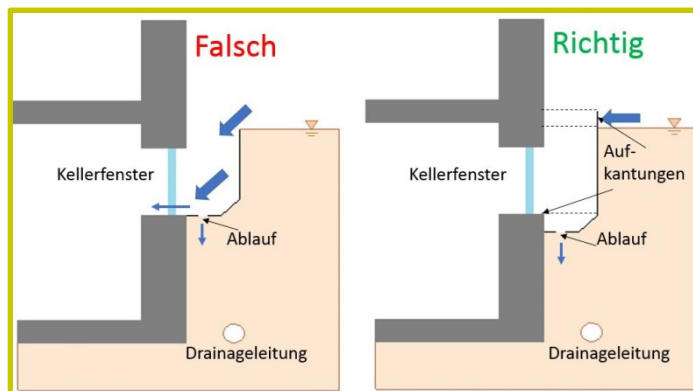 Falsch
Kellerfenster
Ablauf
Drainageleitung
Richtig
Auf-
kantungen
Kellerfenster
Ablauf
Drainageleitung